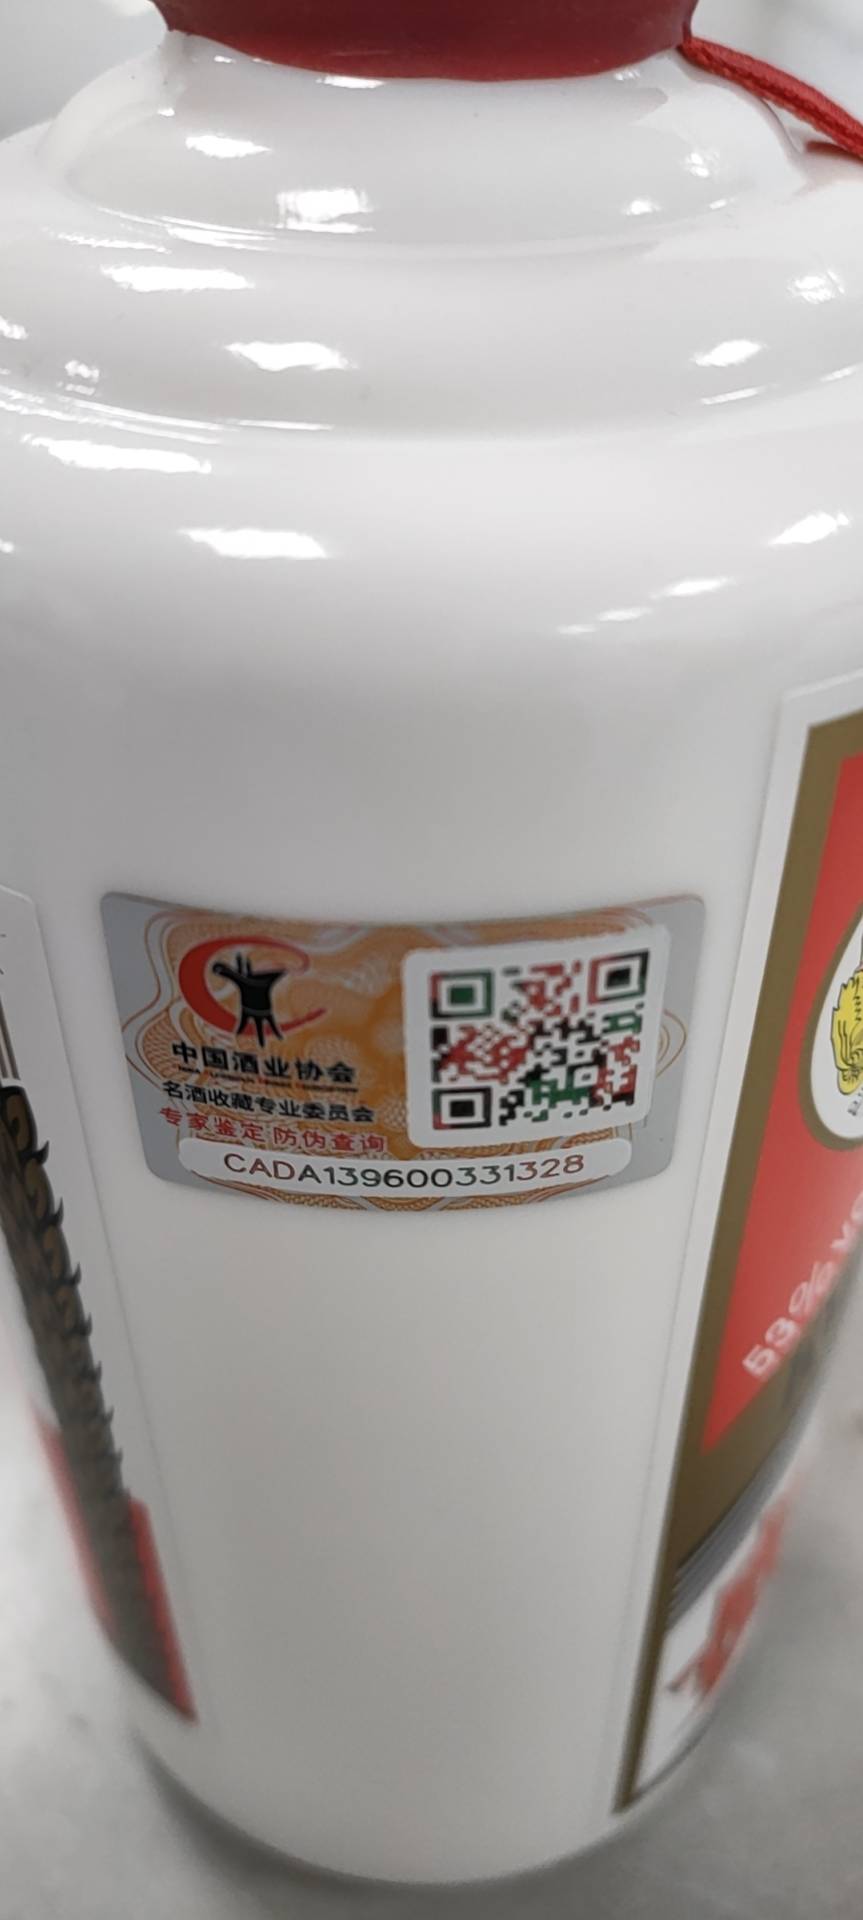 中国酒业协会
名酒收藏专业委员会
专家鉴定 防伪查询
CADA139600331328
53%